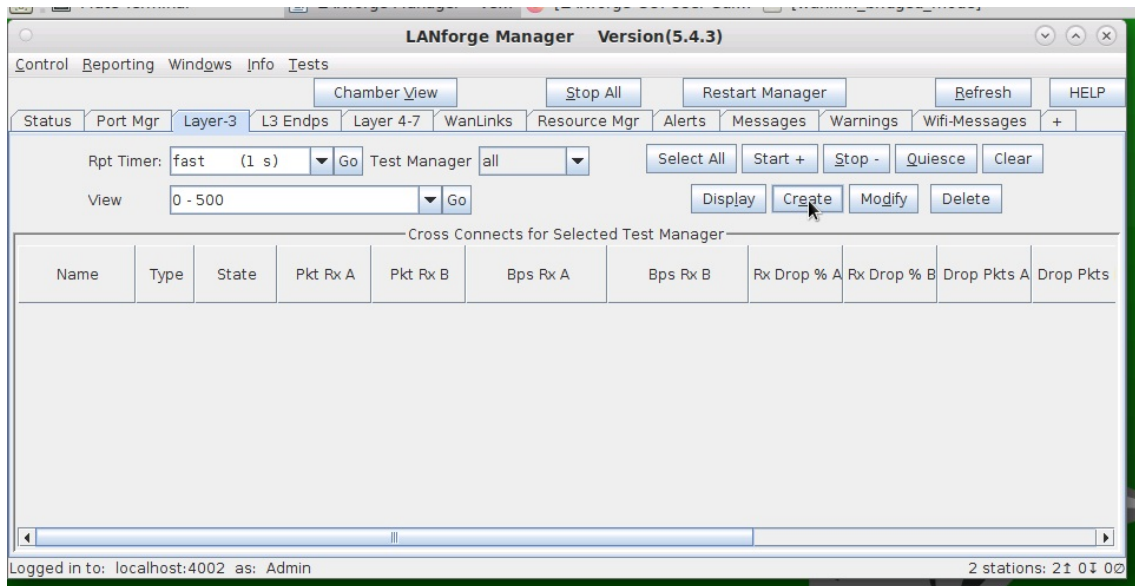 LANforge Manager Version(5.4.3)
Control Reporting Windows Info Tests
Chamber View Stop All Restart Manager Refresh HELP
Status Port Mgr Layer-3 L3 Endps Layer 4-7 WanLinks Resource Mgr Alerts Messages Warnings Wifi-Messages +
Rpt Timer: fast (1 s) Go Test Manager all Select All Start + Stop - Quiesce Clear
View 0 - 500 Go Display Create Modify Delete
Cross Connects for Selected Test Manager
Name Type State Pkt Rx A Pkt Rx B Bps Rx A Bps Rx B Rx Drop % A Rx Drop % B Drop Pkts A Drop Pkts
Logged in to: localhost:4002 as: Admin 2 stations: 2↥ 0↧ 0∅